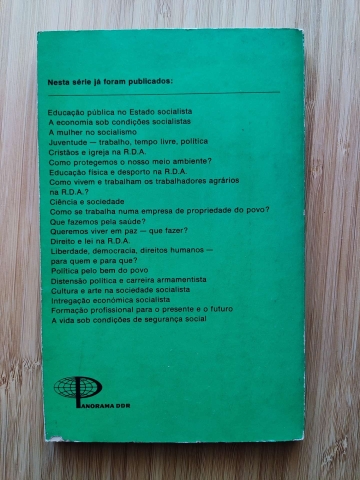 Nesta série já foram publicados:
Educação pública no Estado socialista
A economia sob condições socialistas
A mulher no socialismo
Juventude — trabalho, tempo livre, política
Cristãos e igreja na R.D.A.
Como protegemos o nosso meio ambiente?
Educação física e desporto na R.D.A.
Como vivem e trabalham os trabalhadores agrários
na R.D.A.?
Ciência e sociedade
Como se trabalha numa empresa de propriedade do povo?
Que fazemos pela saúde?
Queremos viver em paz — que fazer?
Direito e lei na R.D.A.
Liberdade, democracia, direitos humanos —
para quem e para que?
Política pelo bem do povo
Distensão política e carreira armamentista
Cultura e arte na sociedade socialista
Intregação económica socialista
Formação profissional para o presente e o futuro
A vida sob condições de segurança social
PANORAMA DDR